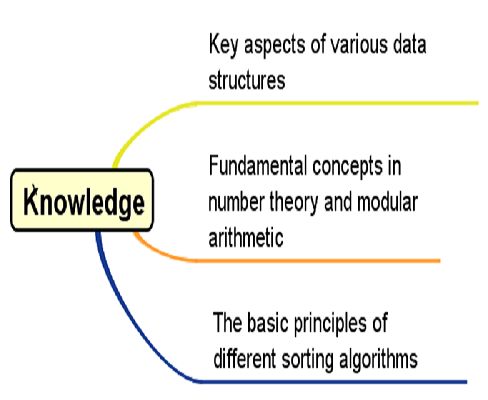 Key aspects of various data
structures
Fundamental concepts in
Knowledge
number theory and modular
arithmetic
The basic principles of
different sorting algorithms